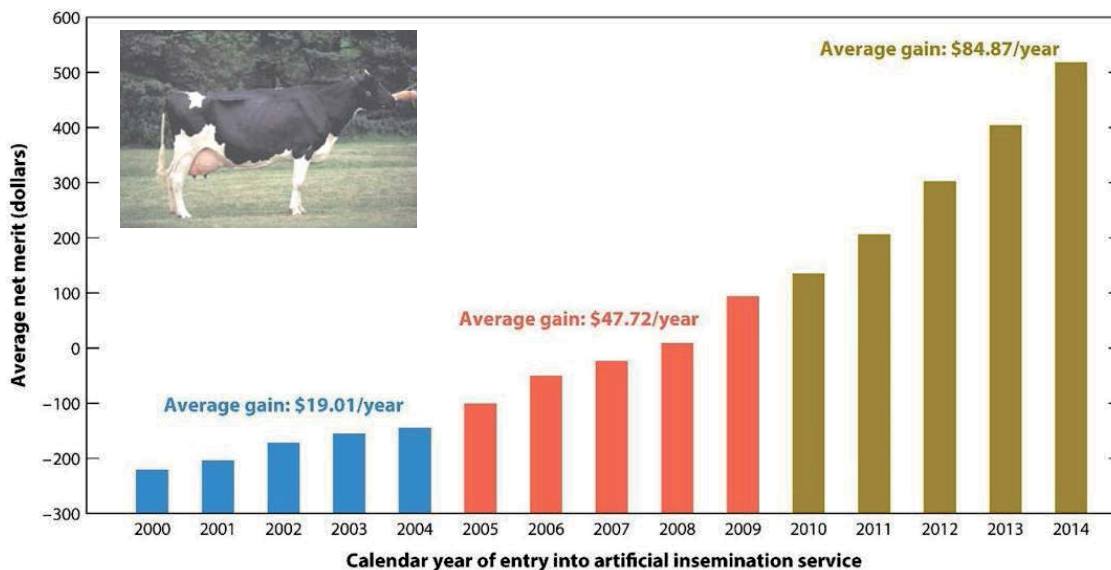 600
500
400
300
200
100
0
−100
−200
−300
Average net merit (dollars)
Average gain: $19.01/year
Average gain: $47.72/year
Average gain: $84.87/year
2000 2001 2002 2003 2004 2005 2006 2007 2008 2009 2010 2011 2012 2013 2014
Calendar year of entry into artificial insemination service